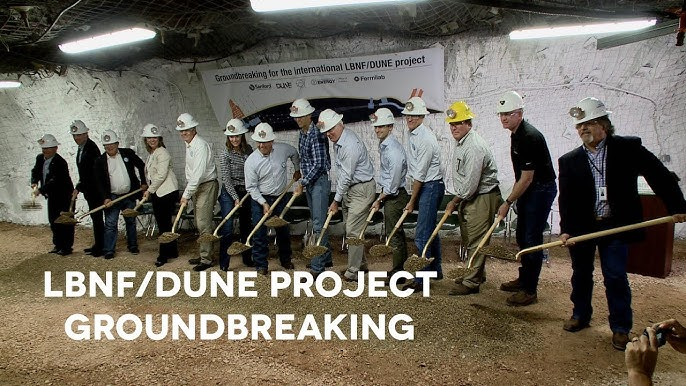 Groundbreaking for the international LBNF/DUNE project
Sanford
DUNE
ENERGY
Fermilab
LBNF/DUNE PROJECT
GROUNDBREAKING